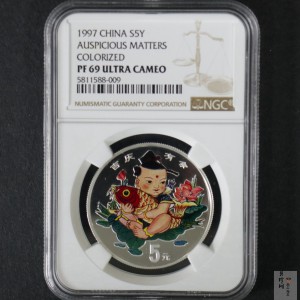 1997 CHINA S5Y
AUSPICIOUS MATTERS
COLORIZED
PF 69 ULTRA CAMEO
5811588-009
NUMISMATIC GUARANTY CORPORATION
NGC
吉庆有余
5元